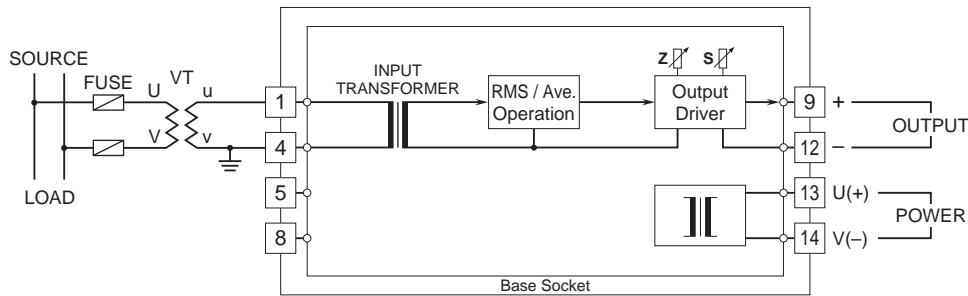 SOURCE
LOAD
FUSE
VT
U
u
V
v
1
4
5
8
INPUT
TRANSFORMER
RMS / Ave.
Operation
Z
S
Output
Driver
9
+
12
–
OUTPUT
13
U(+)
14
V(–)
POWER
Base Socket